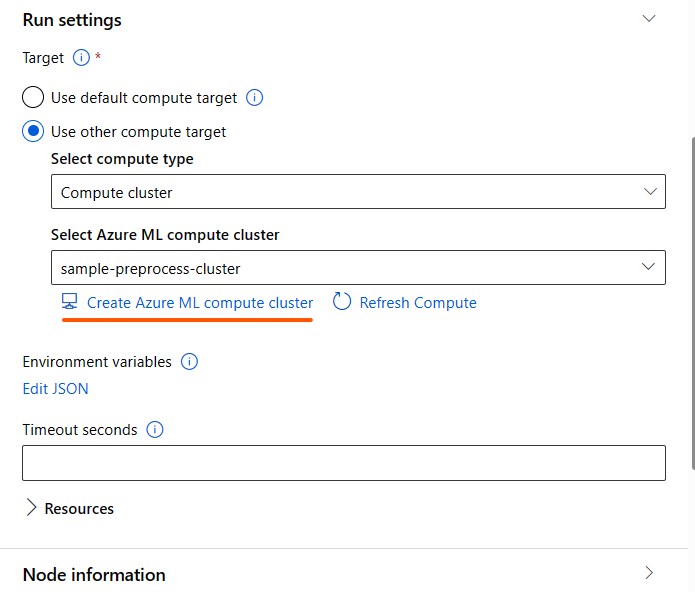 Run settings
Target *
Use default compute target
Use other compute target
Select compute type
Compute cluster
Select Azure ML compute cluster
sample-preprocess-cluster
Create Azure ML compute cluster Refresh Compute
Environment variables
Edit JSON
Timeout seconds
Resources
Node information